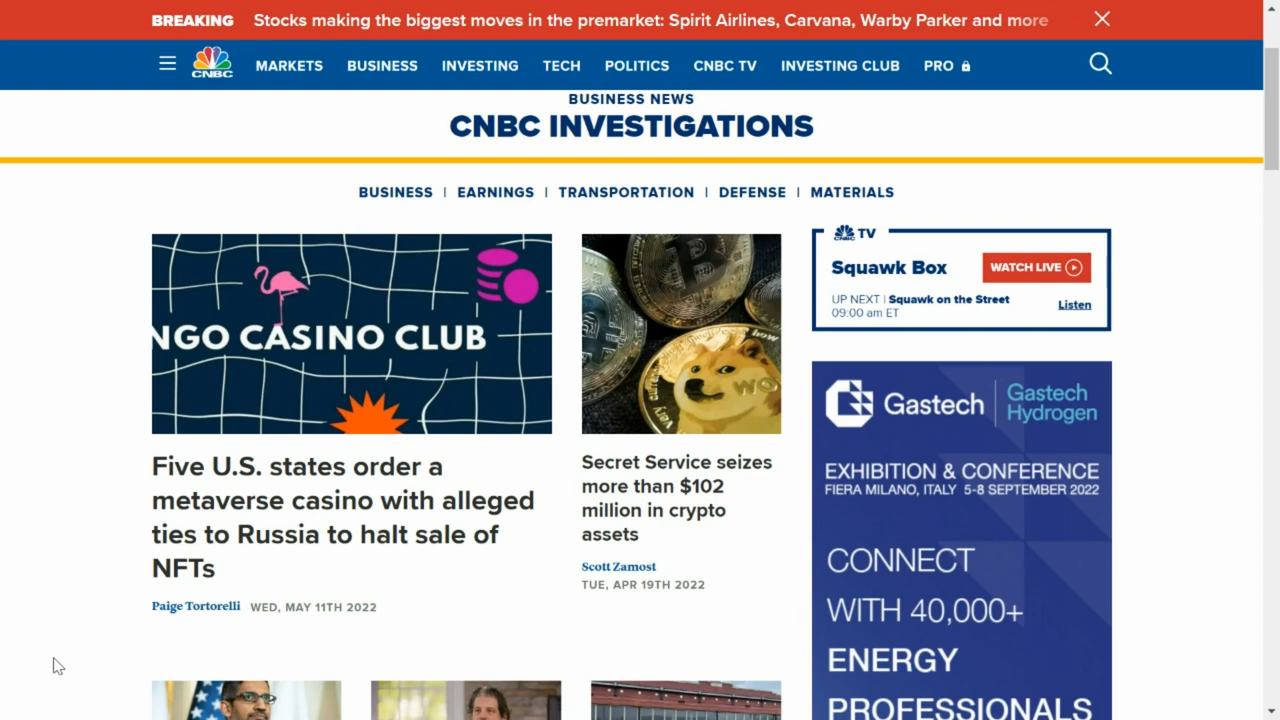 BREAKING Stocks making the biggest moves in the premarket: Spirit Airlines, Carvana, Warby Parker and more
CNBC MARKETS BUSINESS INVESTING TECH POLITICS CNBC TV INVESTING CLUB PRO
BUSINESS NEWS
CNBC INVESTIGATIONS
BUSINESS | EARNINGS | TRANSPORTATION | DEFENSE | MATERIALS
NGO CASINO CLUB
Five U.S. states order a
metaverse casino with alleged
ties to Russia to halt sale of
NFTs
Paige Tortorelli WED, MAY 11TH 2022
WOW
very
Secret Service seizes
more than $102
million in crypto
assets
Scott Zamost
TUE, APR 19TH 2022
CNBC TV
Squawk Box
WATCH LIVE
UP NEXT | Squawk on the Street
09:00 am ET
Listen
Gastech | Gastech
Hydrogen
EXHIBITION & CONFERENCE
FIERA MILANO, ITALY 5-8 SEPTEMBER 2022
CONNECT
WITH 40,000+
ENERGY
PROFESSIONALS